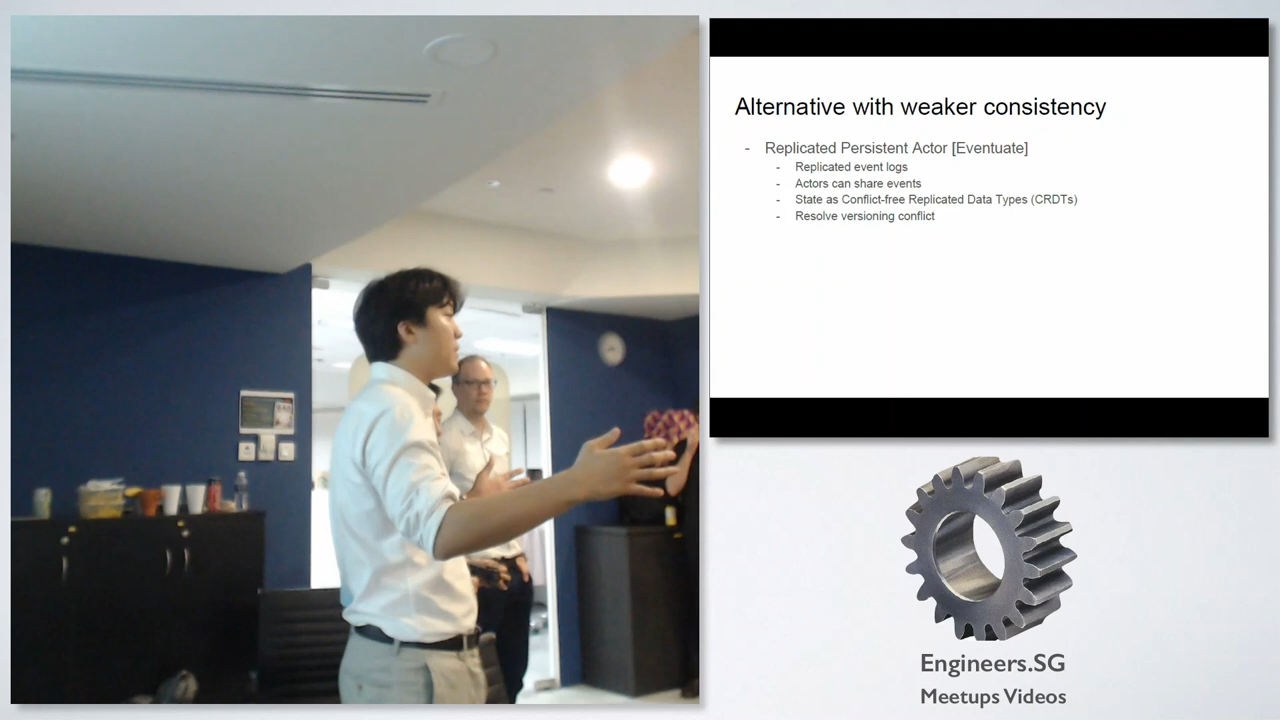 Alternative with weaker consistency
- Replicated Persistent Actor [Eventuate]
- Replicated event logs
- Actors can share events
- State as Conflict-free Replicated Data Types (CRDTs)
- Resolve versioning conflict
Engineers.SG
Meetups Videos